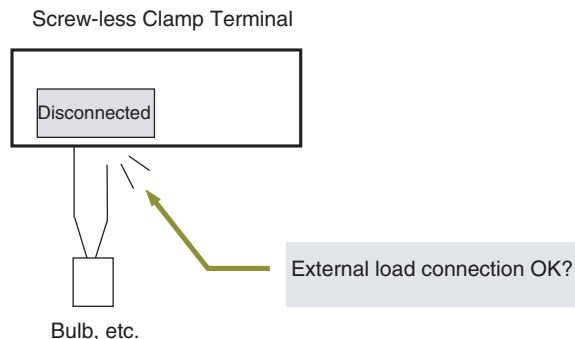 Screw-less Clamp Terminal
Disconnected
External load connection OK?
Bulb, etc.